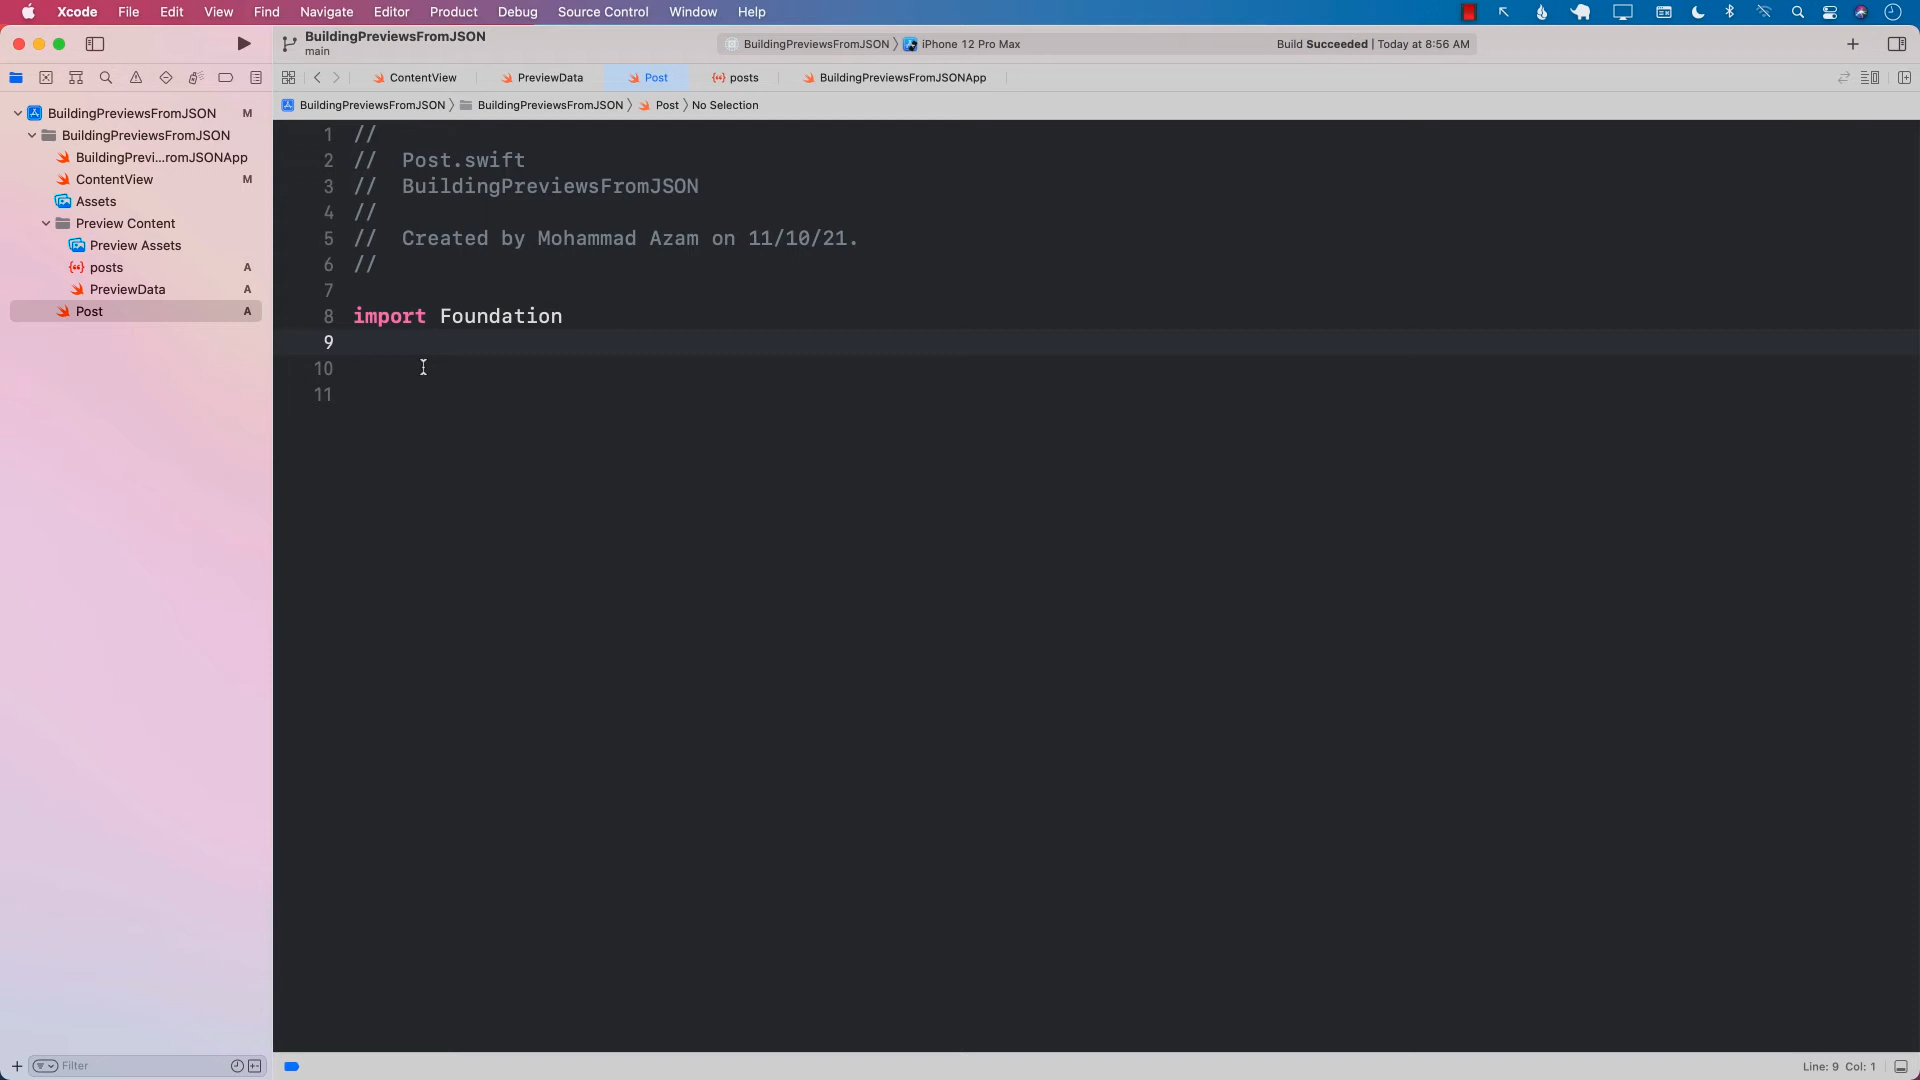 Xcode File Edit View Find Navigate Editor Product Debug Source Control Window Help
BuildingPreviewsFromJSON
main
BuildingPreviewsFromJSON 〉 iPhone 12 Pro Max
Build Succeeded | Today at 8:56 AM
ContentView PreviewData Post posts BuildingPreviewsFromJSONApp
BuildingPreviewsFromJSON 〉 BuildingPreviewsFromJSON 〉 Post 〉 No Selection
BuildingPreviewsFromJSON M
BuildingPreviewsFromJSON
BuildingPrevi...romJSONApp
ContentView M
Assets
Preview Content
Preview Assets
posts A
PreviewData A
Post A
1 //
2 // Post.swift
3 // BuildingPreviewsFromJSON
4 //
5 // Created by Mohammad Azam on 11/10/21.
6 //
7
8 import Foundation
9
10
11
Filter
Line: 9 Col: 1